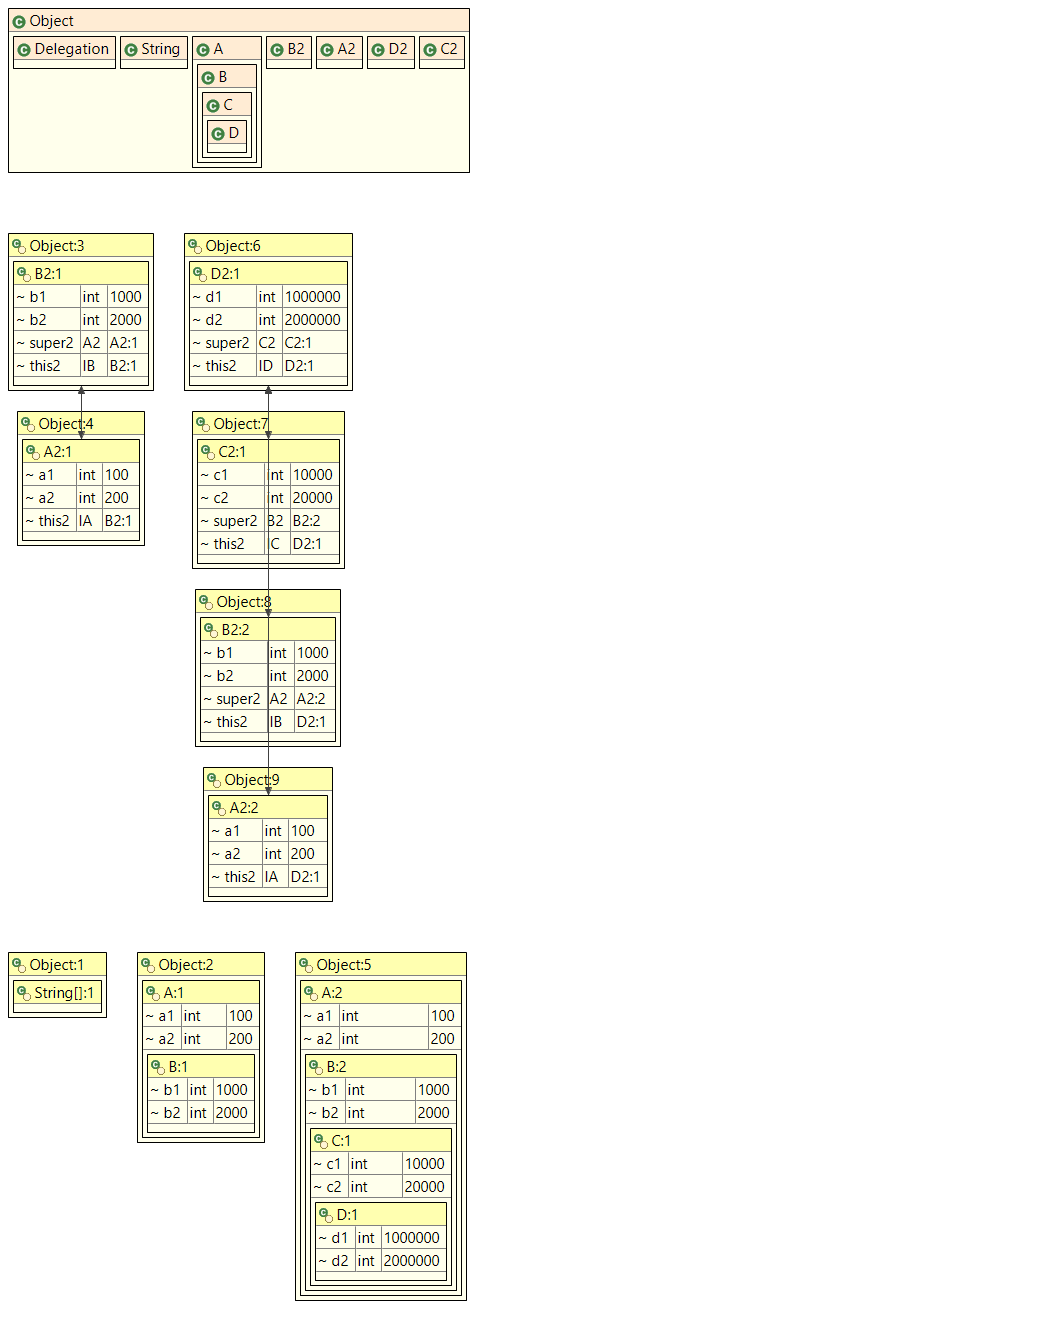 Object
Delegation String A B2 A2 D2 C2
B
C
D
Object:3
B2:1
~ b1 int 1000
~ b2 int 2000
~ super2 A2 A2:1
~ this2 IB B2:1
Object:4
A2:1
~ a1 int 100
~ a2 int 200
~ this2 IA B2:1
Object:6
D2:1
~ d1 int 1000000
~ d2 int 2000000
~ super2 C2 C2:1
~ this2 ID D2:1
Object:7
C2:1
~ c1 int 10000
~ c2 int 20000
~ super2 B2 B2:2
~ this2 IC D2:1
Object:8
B2:2
~ b1 int 1000
~ b2 int 2000
~ super2 A2 A2:2
~ this2 IB D2:1
Object:9
A2:2
~ a1 int 100
~ a2 int 200
~ this2 IA D2:1
Object:1
String[]:1
Object:2
A:1
~ a1 int 100
~ a2 int 200
B:1
~ b1 int 1000
~ b2 int 2000
Object:5
A:2
~ a1 int 100
~ a2 int 200
B:2
~ b1 int 1000
~ b2 int 2000
C:1
~ c1 int 10000
~ c2 int 20000
D:1
~ d1 int 1000000
~ d2 int 2000000